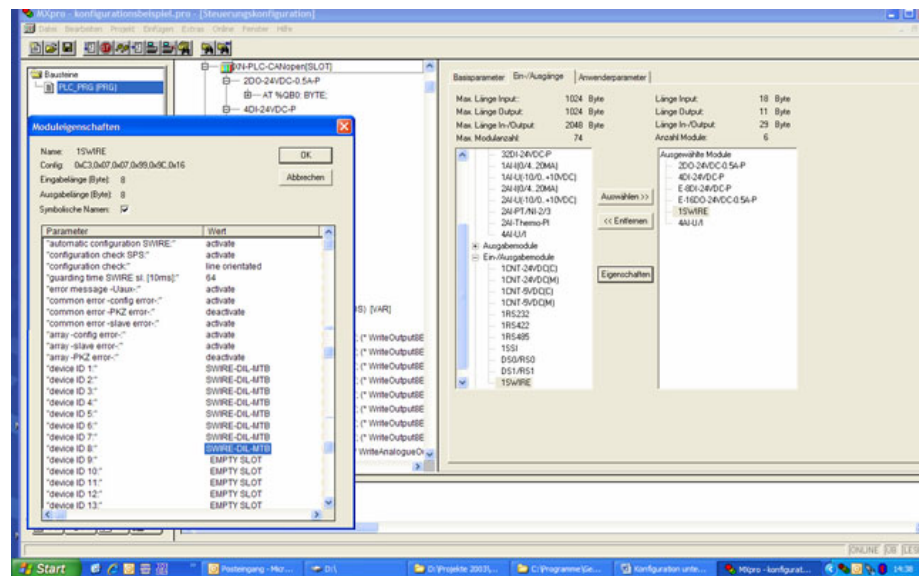 MXpro - konfigurationsbeispiel.pro - [Steuerungskonfiguration]
Datei Bearbeiten Projekt Einfügen Extras Online Fenster Hilfe
Bausteine
PLC_PRG (PRG)
XN-PLC-CANopen[SLOT]
2DO-24VDC-0.5A-P
AT %QB0: BYTE;
4DI-24VDC-P
Moduleigenschaften
Name: 1SWIRE
Config: 0xC3,0x07,0x07,0x99,0x9C,0x16
Eingabelänge (Byte): 8
Ausgabelänge (Byte): 8
Symbolische Namen:
OK
Abbrechen
Parameter Wert
"automatic configuration SWIRE:" activate
"configuration check SPS:" activate
"configuration check:" line orientated
"guarding time SWIRE sl. [10ms]:" 64
"error message -Uaux-:" activate
"common error -config error-:" activate
"common error -PKZ error-:" deactivate
"common error -slave error-:" activate
"array -config error-:" activate
"array -slave error-:" activate
"array -PKZ error-:" deactivate
"device ID 1:" SWIRE-DIL-MTB
"device ID 2:" SWIRE-DIL-MTB
"device ID 3:" SWIRE-DIL-MTB
"device ID 4:" SWIRE-DIL-MTB
"device ID 5:" SWIRE-DIL-MTB
"device ID 6:" SWIRE-DIL-MTB
"device ID 7:" SWIRE-DIL-MTB
"device ID 8:" SWIRE-DIL-MTB
"device ID 9:" EMPTY SLOT
"device ID 10:" EMPTY SLOT
"device ID 11:" EMPTY SLOT
"device ID 12:" EMPTY SLOT
"device ID 13:" EMPTY SLOT
[VAR]
(* WriteOutput8E
(* WriteOutput8E
(* WriteOutput8E
(* WriteOutput8E
(* WriteOutput8E
(* WriteOutput8E
(* WriteOutput8E
(* WriteOutput8E
WriteAnalogueOu
Basisparameter Ein-/Ausgänge Anwenderparameter
Max. Länge Input: 1024 Byte
Max. Länge Output: 1024 Byte
Max. Länge In-/Output: 2048 Byte
Max. Modulanzahl: 74
Länge Input: 18 Byte
Länge Output: 11 Byte
Länge In-/Output: 29 Byte
Anzahl Module: 6
32DI-24VDC-P
1AI-I(0/4..20MA)
1AI-U(-10/0..+10VDC)
2AI-I(0/4..20MA)
2AI-U(-10/0..+10VDC)
2AI-PT/NI-2/3
2AI-Thermo-PI
4AI-U/I
Ausgabemodule
Ein-/Ausgabemodule
1CNT-24VDC(C)
1CNT-24VDC(M)
1CNT-5VDC(C)
1CNT-5VDC(M)
1RS232
1RS422
1RS485
1SSI
DS0/RS0
DS1/RS1
1SWIRE
Auswählen >>
<< Entfernen
Eigenschaften
Ausgewählte Module
2DO-24VDC-0.5A-P
4DI-24VDC-P
E-8DI-24VDC-P
E-16DO-24VDC-0.5A-P
1SWIRE
4AI-U/I
ONLINE
Start
Posteingang - Micr...
D:\
D:\Projekte 2003\...
C:\Programme\Ge...
Konfiguration unte...
MXpro - konfigurat...
14:38